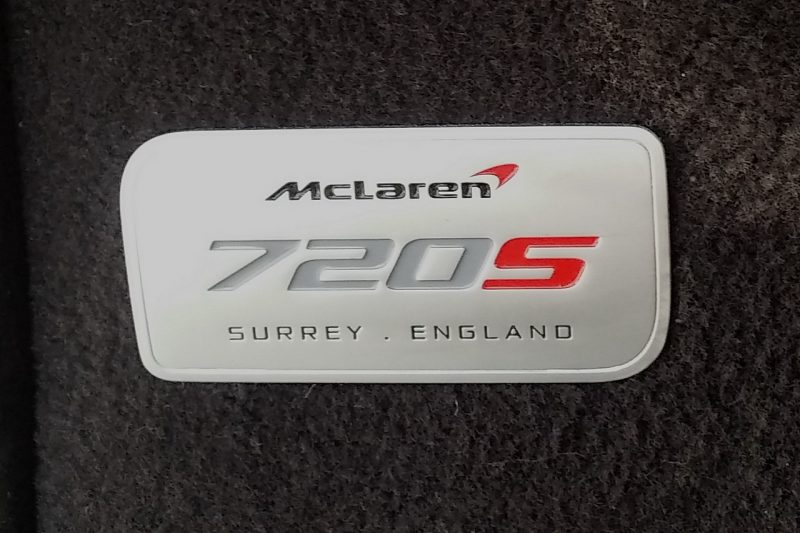 McLaren
720S
SURREY . ENGLAND